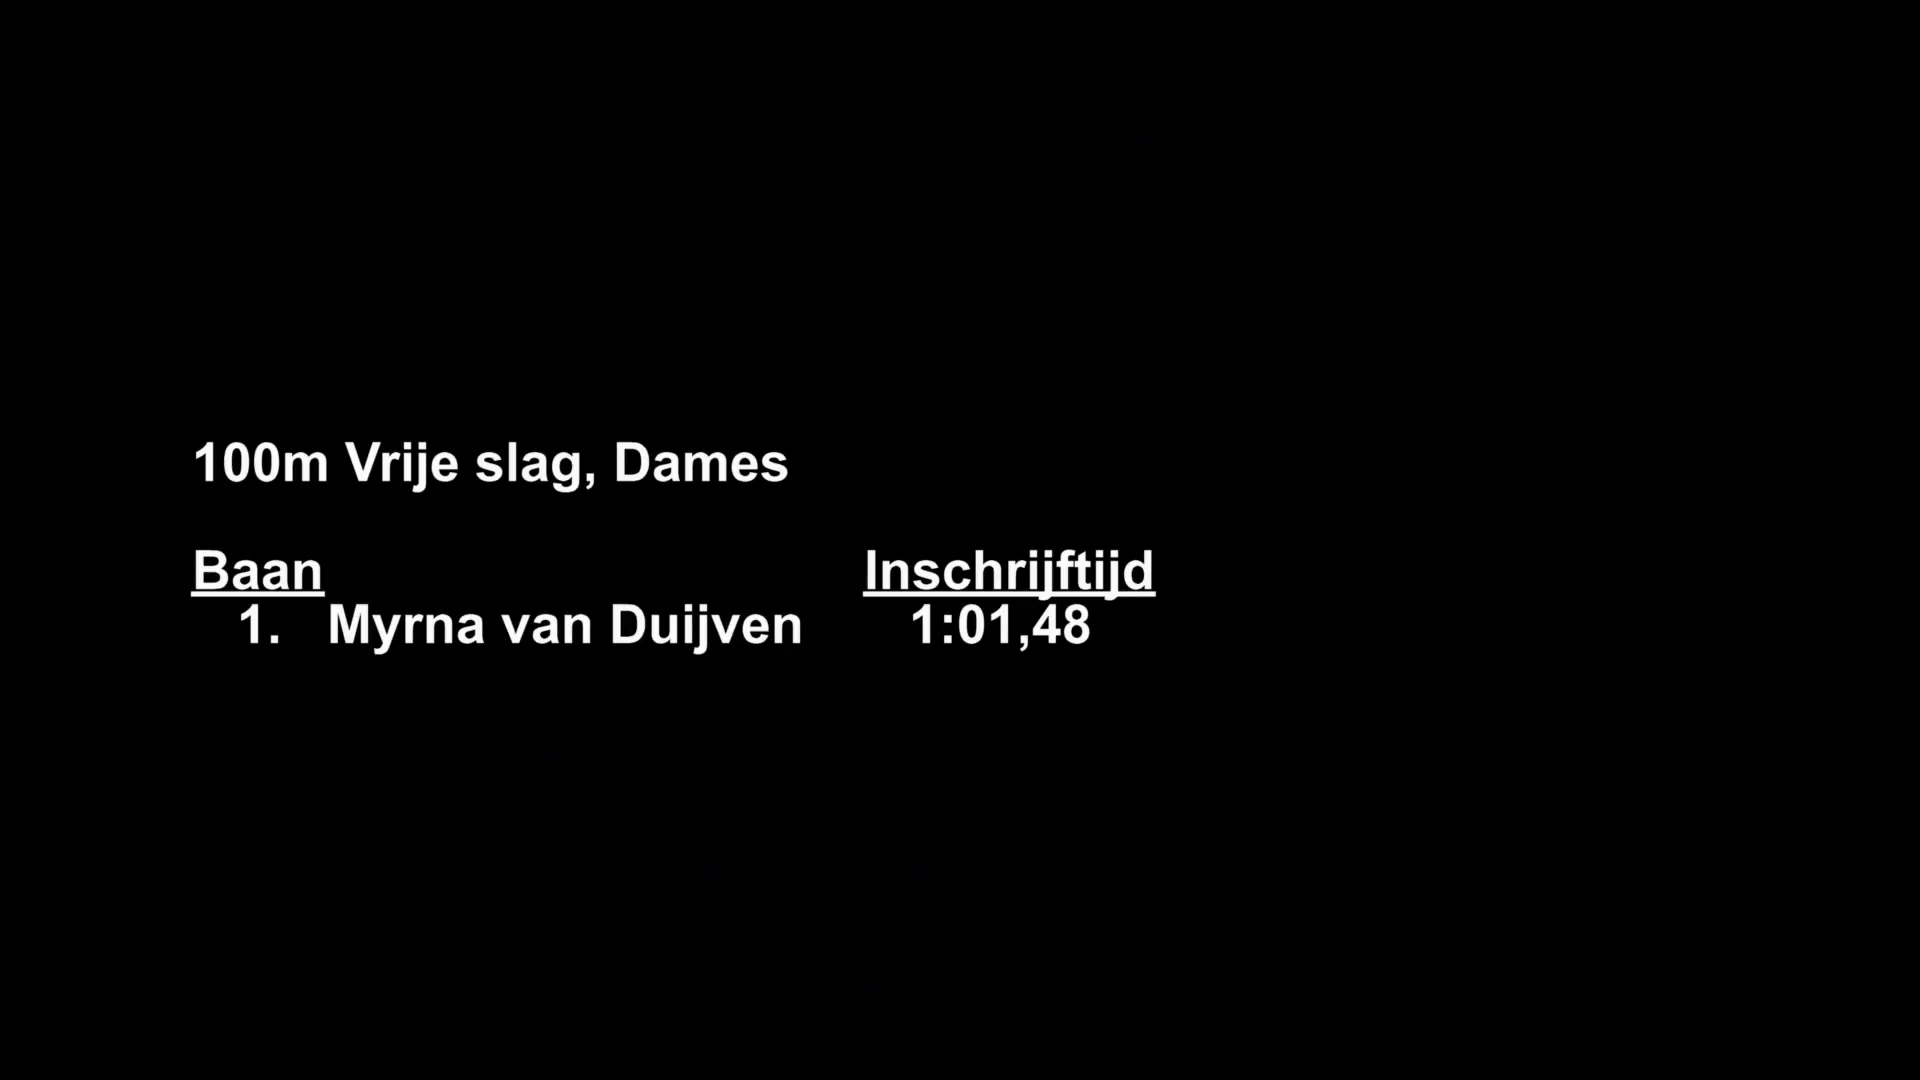 100m Vrije slag, Dames
Baan Inschrijftijd
1. Myrna van Duijven 1:01,48